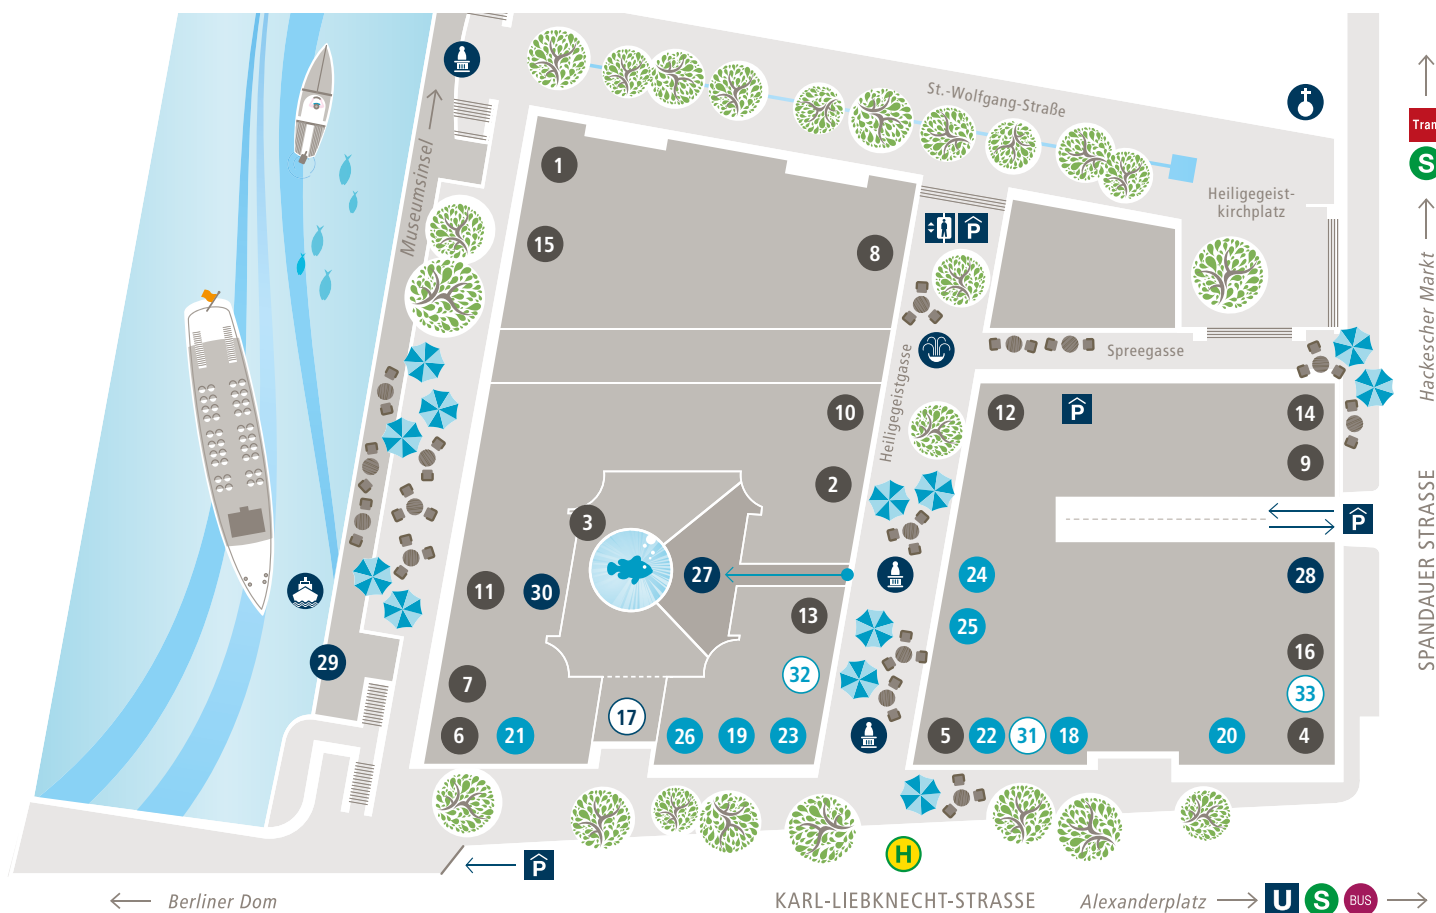 St.-Wolfgang-Straße
Tram
S
Museumsinsel
1
Heiligegeist-
kirchplatz
15
8
P
Hackescher Markt
Heiligegeistgasse
Spreegasse
10
12
P
14
9
2
3
P
SPANDAUER STRASSE
27
24
28
11
30
13
25
16
29
32
33
7
17
6
21
26
19
23
5
22
31
18
20
4
H
P
Berliner Dom
KARL-LIEBKNECHT-STRASSE
Alexanderplatz
U
S
BUS